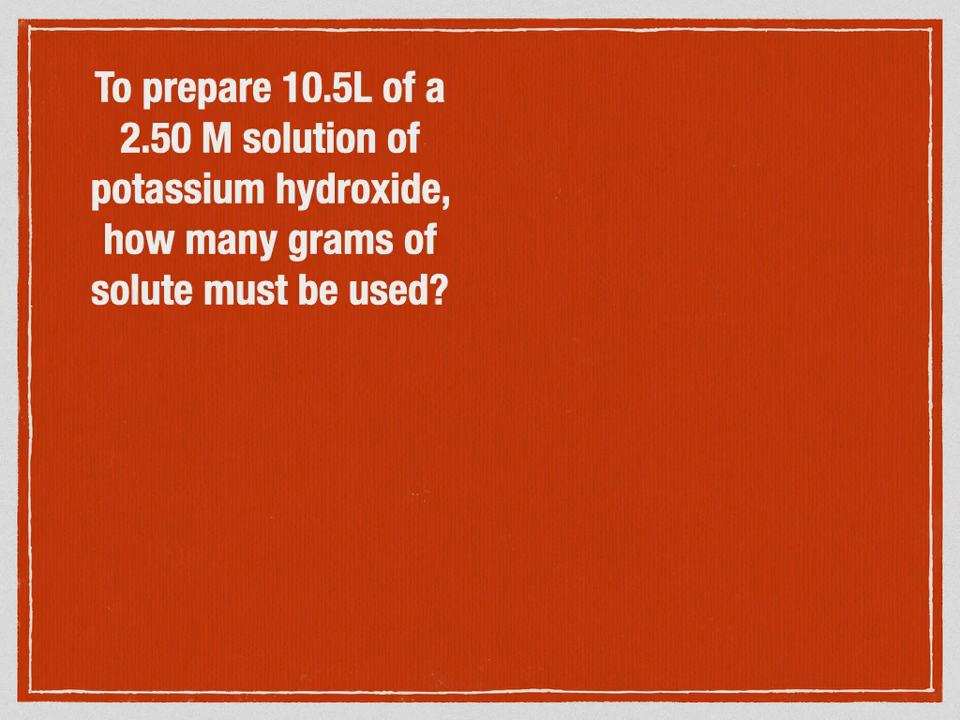 To prepare 10.5L of a
2.50 M solution of
potassium hydroxide,
how many grams of
solute must be used?